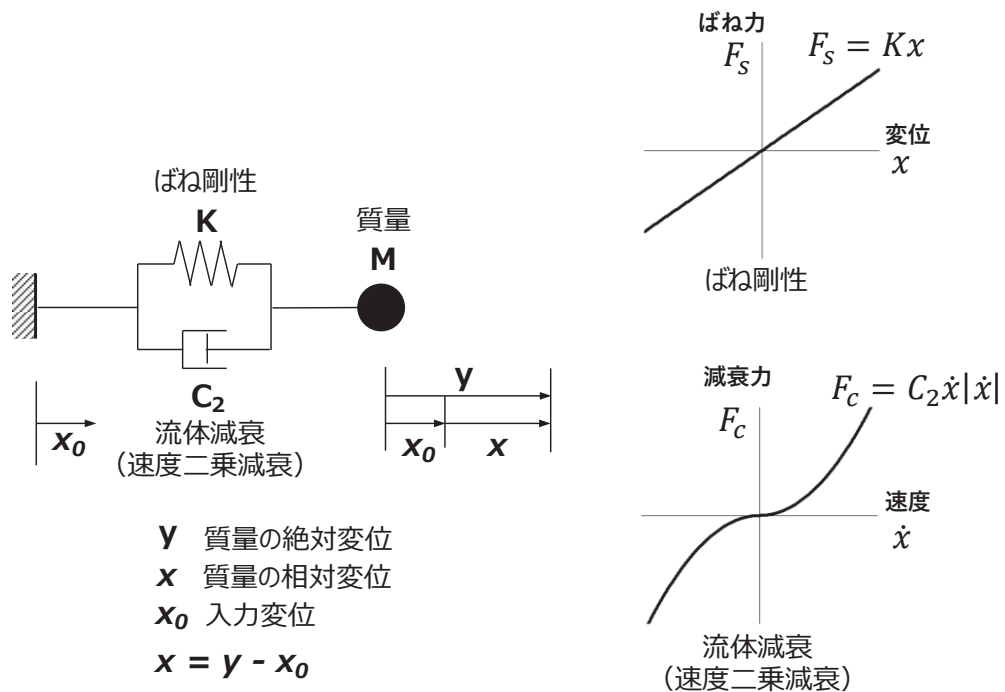 ばね剛性
K
質量
M
C₂
流体減衰
（速度二乗減衰）
x₀
y
x₀ x
y 質量の絶対変位
x 質量の相対変位
x₀ 入力変位
x = y - x₀
ばね力
Fₛ
Fₛ = Kx
変位
x
ばね剛性
減衰力
F_c
F_c = C₂ẋ|ẋ|
速度
ẋ
流体減衰
（速度二乗減衰）